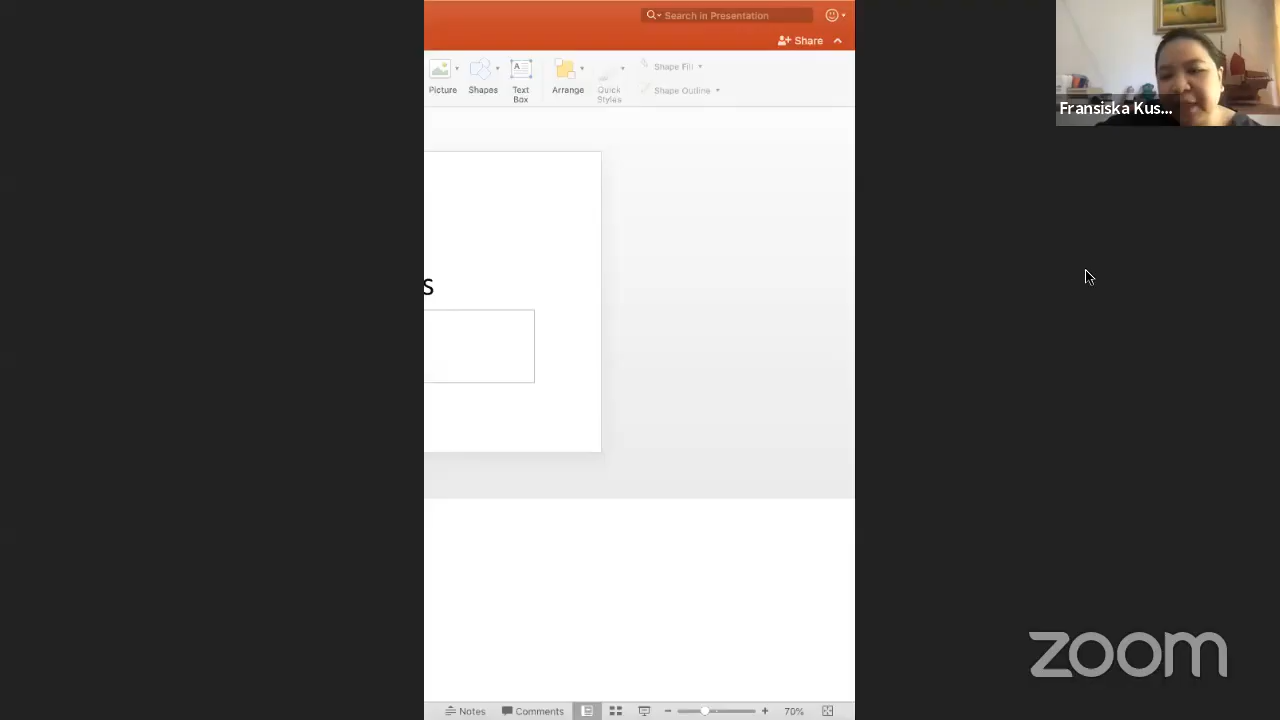 Search in Presentation
Share
Picture
Shapes
Text
Box
Arrange
Quick
Styles
Shape Fill
Shape Outline
Fransiska Kus...
s
Notes
Comments
70%
zoom